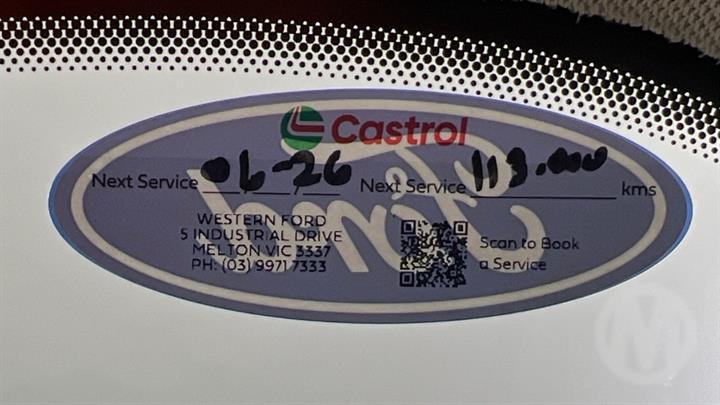 Castrol
Next Service 06-26 Next Service 113.000 kms
WESTERN FORD
5 INDUSTRIAL DRIVE
MELTON VIC 3337
PH: (03) 9971 7333
Scan to Book
a Service
Ford
M